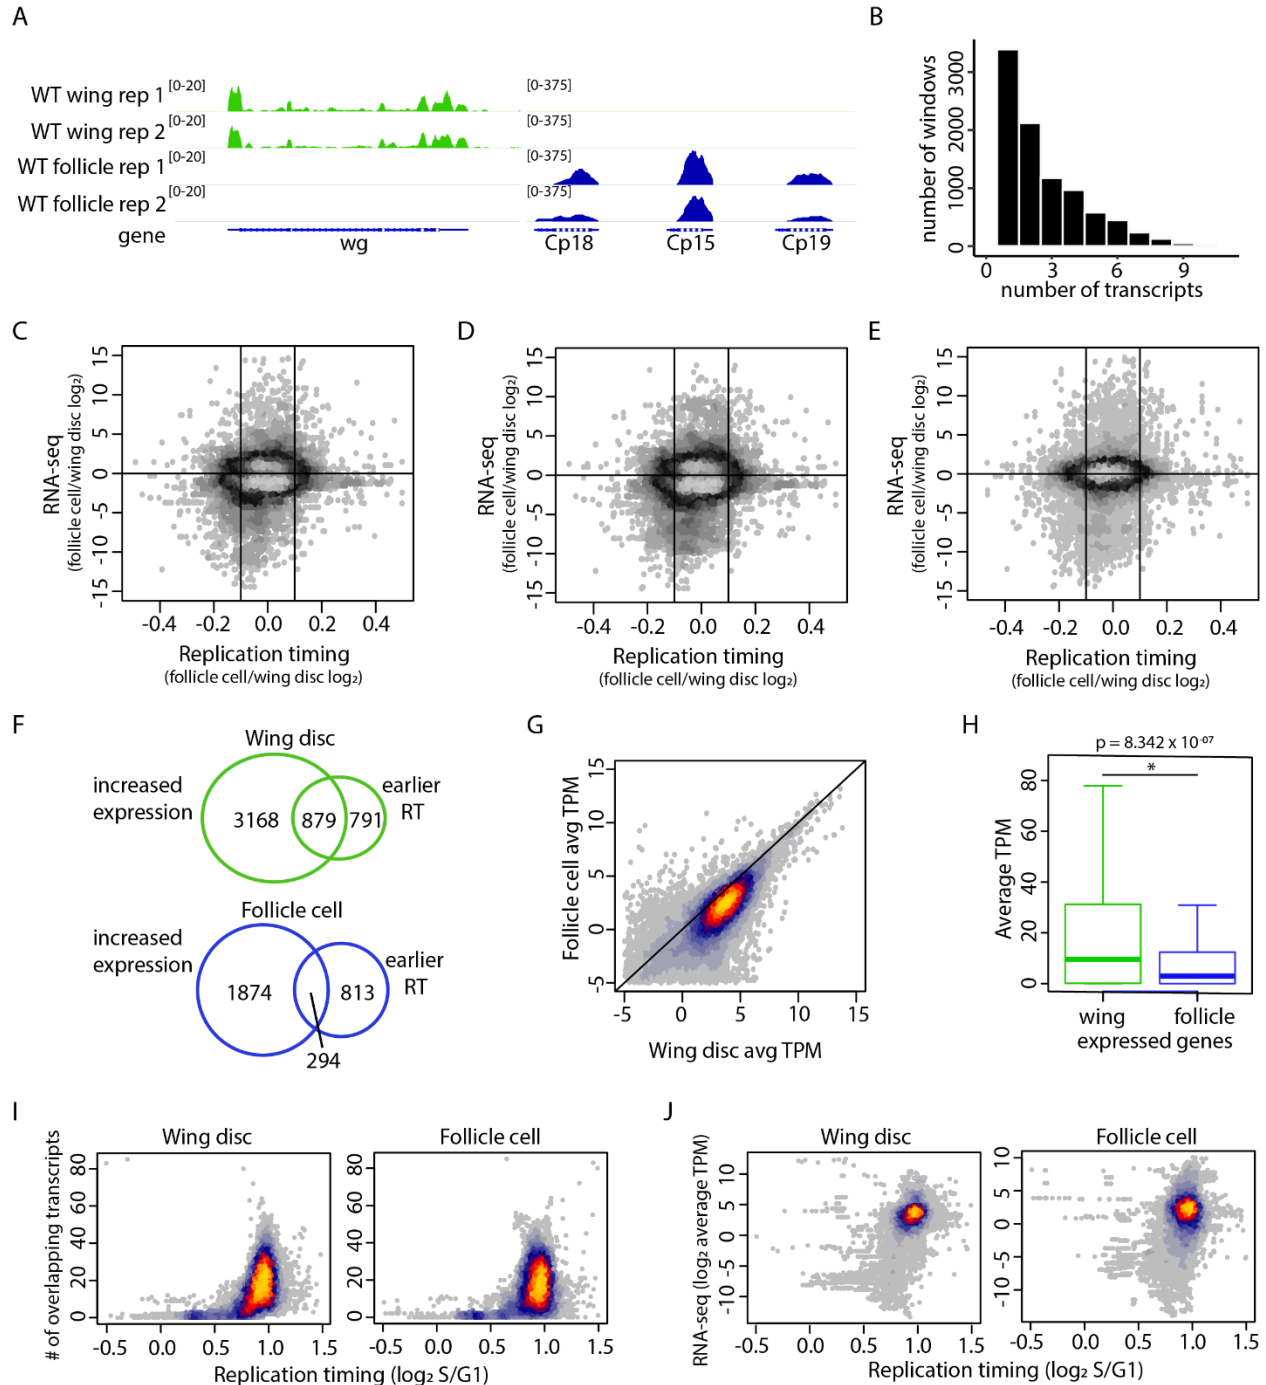 A
WT wing rep 1 [0-20] [0-375]
WT wing rep 2 [0-20] [0-375]
WT follicle rep 1 [0-20] [0-375]
WT follicle rep 2 [0-20] [0-375]
gene wg Cp18 Cp15 Cp19
B
number of windows
0 1000 2000 3000
0 3 6 9
number of transcripts
C
RNA-seq
(follicle cell/wing disc log₂)
-15 -10 -5 0 5 10 15
-0.4 -0.2 0.0 0.2 0.4
Replication timing
(follicle cell/wing disc log₂)
D
RNA-seq
(follicle cell/wing disc log₂)
-15 -10 -5 0 5 10 15
-0.4 -0.2 0.0 0.2 0.4
Replication timing
(follicle cell/wing disc log₂)
E
RNA-seq
(follicle cell/wing disc log₂)
-15 -10 -5 0 5 10 15
-0.4 -0.2 0.0 0.2 0.4
Replication timing
(follicle cell/wing disc log₂)
F
Wing disc
increased
expression
3168 879 791
earlier
RT
Follicle cell
increased
expression
1874 813
earlier
RT
294
G
Follicle cell avg TPM
-5 0 5 10 15
-5 0 5 10 15
Wing disc avg TPM
H
p = 8.342 x 10⁻⁰⁷
*
Average TPM
0 20 40 60 80
wing follicle
expressed genes
I
Wing disc Follicle cell
# of overlapping transcripts
0 20 40 60 80
0 20 40 60 80
-0.5 0.0 0.5 1.0 1.5
-0.5 0.0 0.5 1.0 1.5
Replication timing (log₂ S/G1)
J
Wing disc Follicle cell
RNA-seq (log₂ average TPM)
-10 -5 0 5 10
-10 -5 0 5 10
-0.5 0.0 0.5 1.0 1.5
-0.5 0.0 0.5 1.0 1.5
Replication timing (log₂ S/G1)